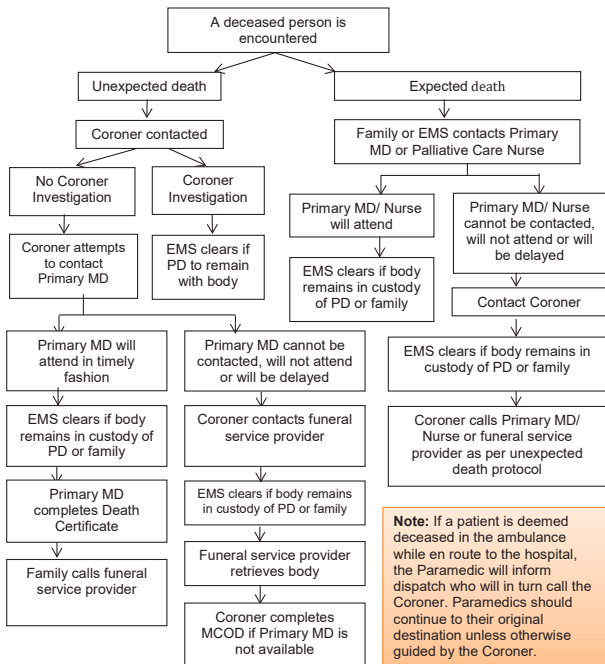 A deceased person is
encountered
Unexpected death
Expected death
Coroner contacted
Family or EMS contacts Primary
MD or Palliative Care Nurse
No Coroner
Investigation
Coroner
Investigation
Primary MD/ Nurse
will attend
Primary MD/ Nurse
cannot be contacted,
will not attend or will
be delayed
Coroner attempts
to contact
Primary MD
EMS clears if
PD to remain
with body
EMS clears if body
remains in custody
of PD or family
Contact Coroner
Primary MD will
attend in timely
fashion
Primary MD cannot be
contacted, will not attend
or will be delayed
EMS clears if body remains in
custody of PD or family
EMS clears if body
remains in custody of
PD or family
Coroner contacts funeral
service provider
Coroner calls Primary MD/
Nurse or funeral service
provider as per unexpected
death protocol
Primary MD
completes Death
Certificate
EMS clears if body remains
in custody of PD or family
Family calls funeral
service provider
Funeral service provider
retrieves body
Coroner completes
MCOD if Primary MD is
not available
Note: If a patient is deemed
deceased in the ambulance
while en route to the hospital,
the Paramedic will inform
dispatch who will in turn call the
Coroner. Paramedics should
continue to their original
destination unless otherwise
guided by the Coroner.